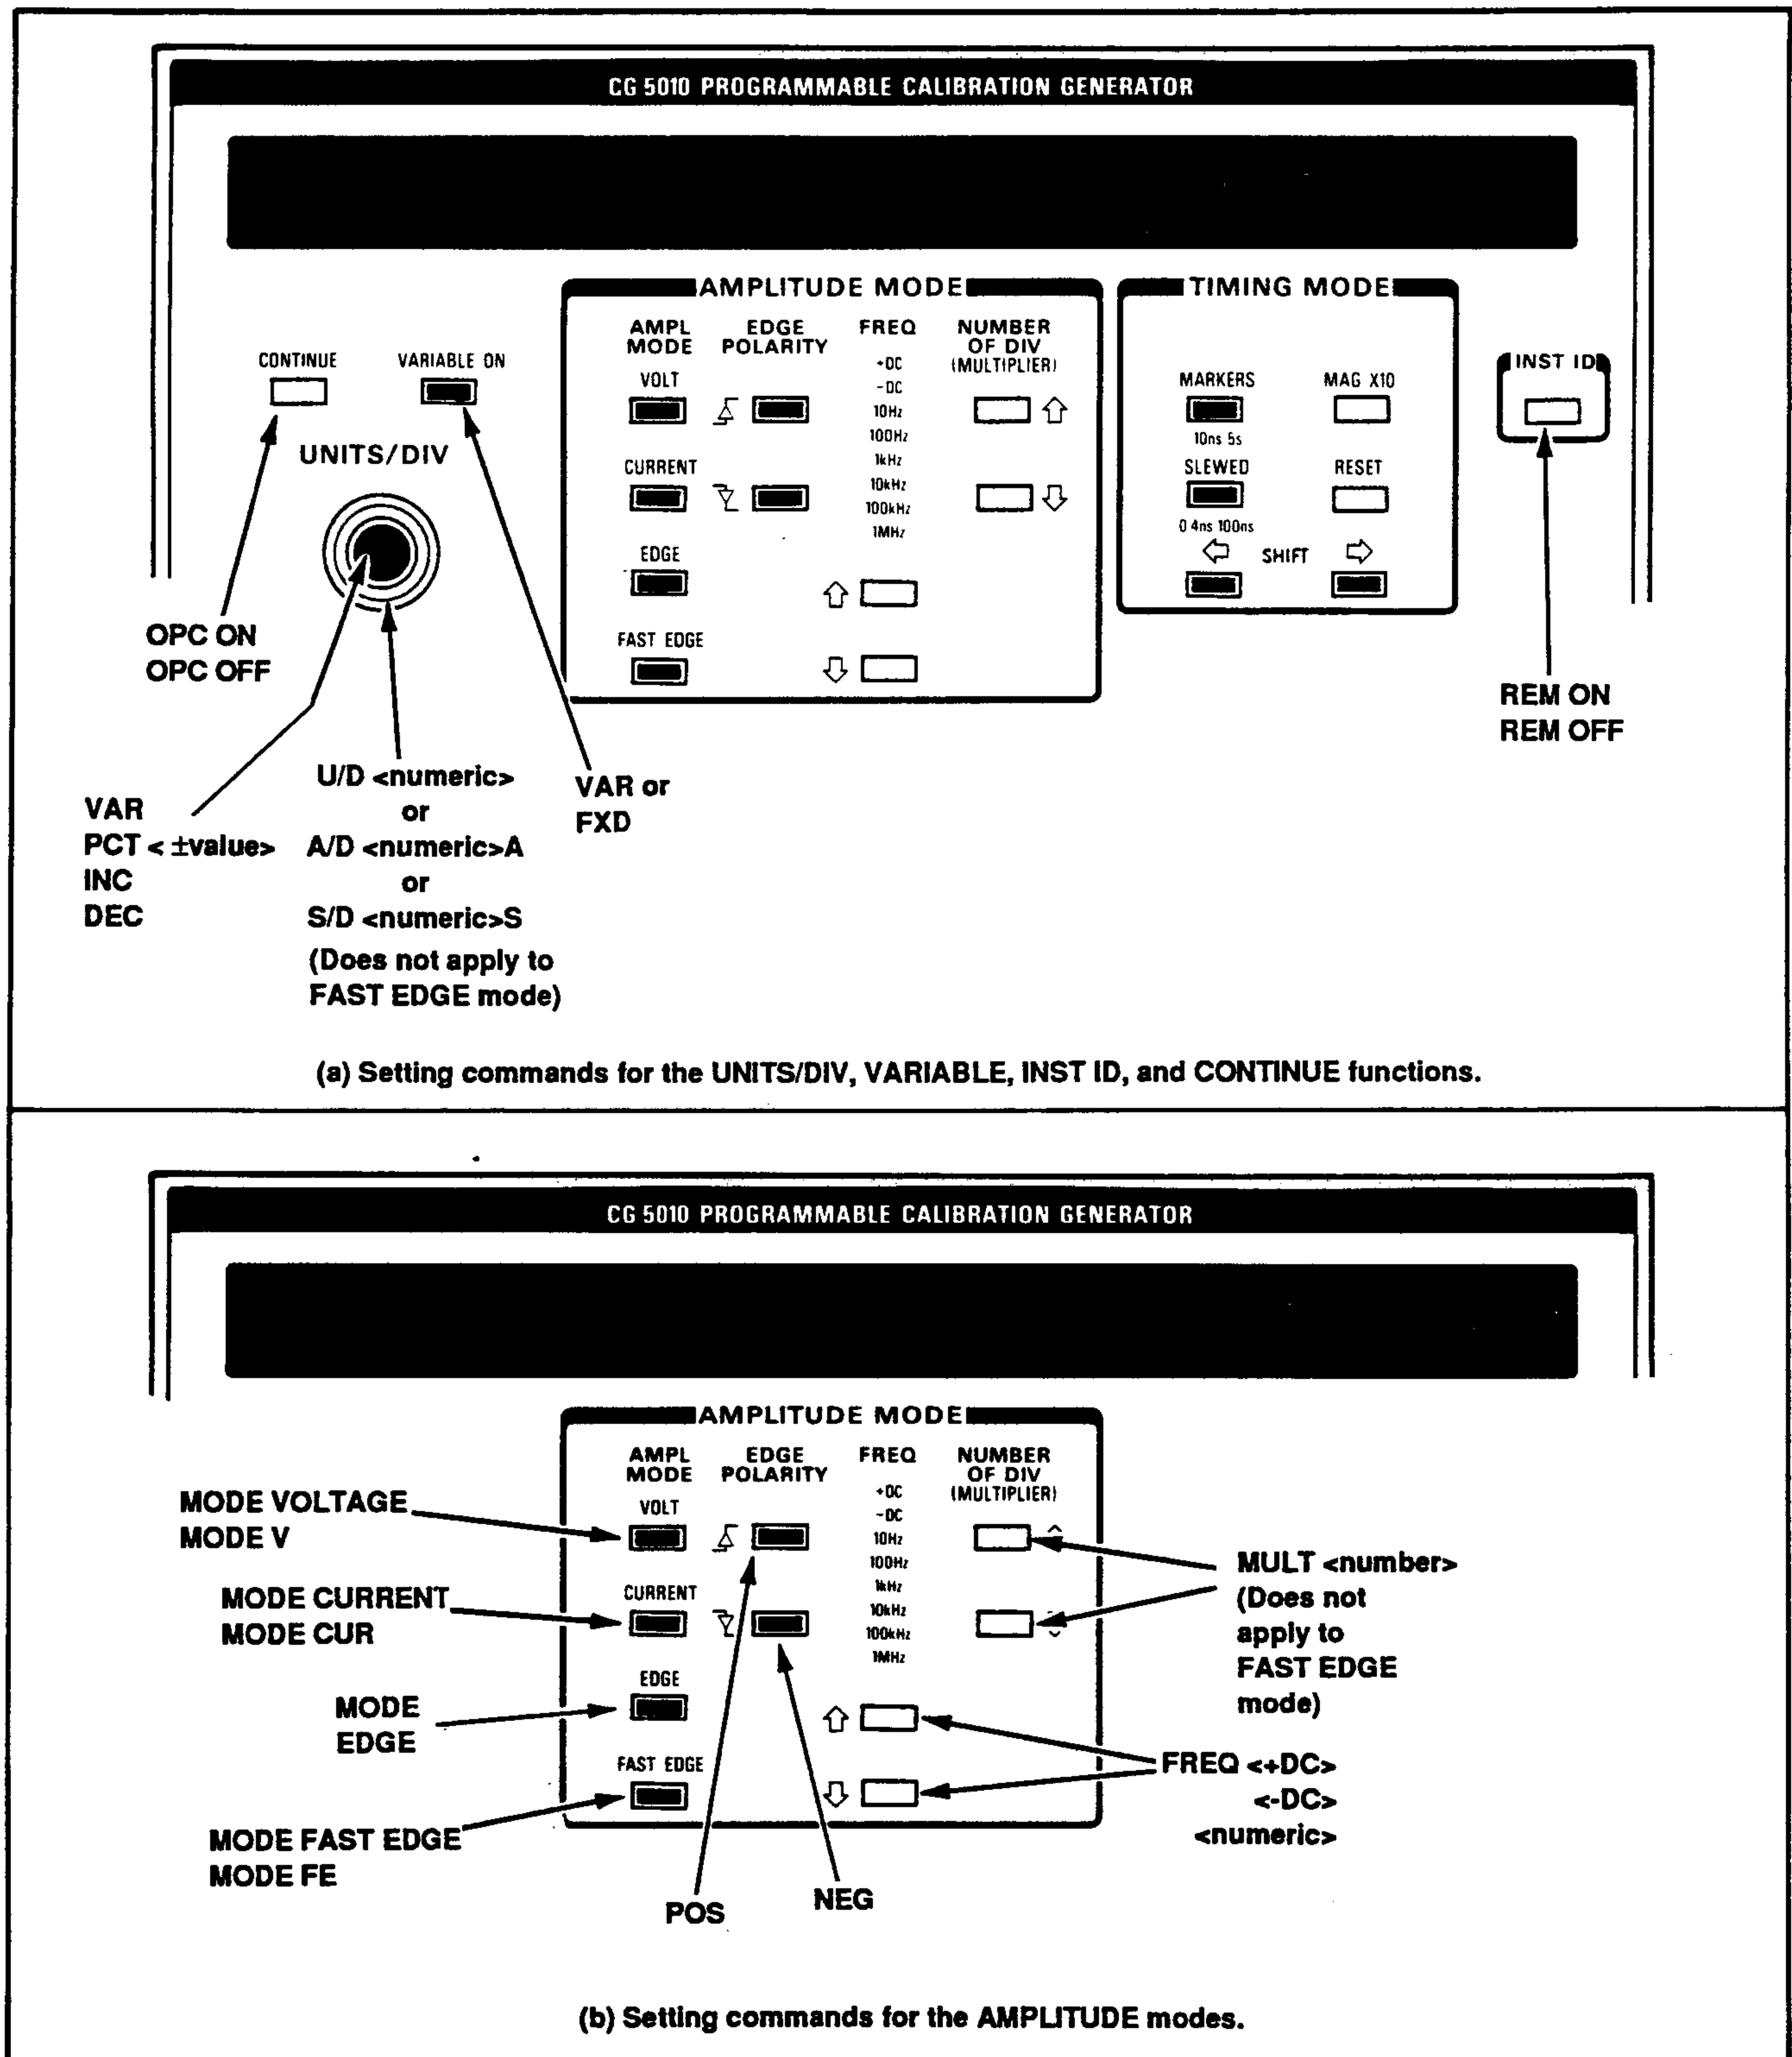 CG 5010 PROGRAMMABLE CALIBRATION GENERATOR
AMPLITUDE MODE
TIMING MODE
AMPL MODE
EDGE POLARITY
FREQ
NUMBER OF DIV (MULTIPLIER)
CONTINUE
VARIABLE ON
UNITS/DIV
VOLT
CURRENT
EDGE
FAST EDGE
+DC
-DC
10Hz
100Hz
1kHz
10kHz
100kHz
1MHz
MARKERS
MAG X10
10ns 5s
SLEWED
RESET
0 4ns 100ns
SHIFT
INST ID
OPC ON
OPC OFF
REM ON
REM OFF
VAR
PCT < ±value>
INC
DEC
U/D <numeric>
or
A/D <numeric>A
or
S/D <numeric>S
(Does not apply to
FAST EDGE mode)
VAR or
FXD
(a) Setting commands for the UNITS/DIV, VARIABLE, INST ID, and CONTINUE functions.
CG 5010 PROGRAMMABLE CALIBRATION GENERATOR
AMPLITUDE MODE
AMPL MODE
EDGE POLARITY
FREQ
NUMBER OF DIV (MULTIPLIER)
VOLT
CURRENT
EDGE
FAST EDGE
+DC
-DC
10Hz
100Hz
1kHz
10kHz
100kHz
1MHz
MODE VOLTAGE
MODE V
MODE CURRENT
MODE CUR
MODE
EDGE
MODE FAST EDGE
MODE FE
POS
NEG
MULT <number>
(Does not
apply to
FAST EDGE
mode)
FREQ <+DC>
<-DC>
<numeric>
(b) Setting commands for the AMPLITUDE modes.